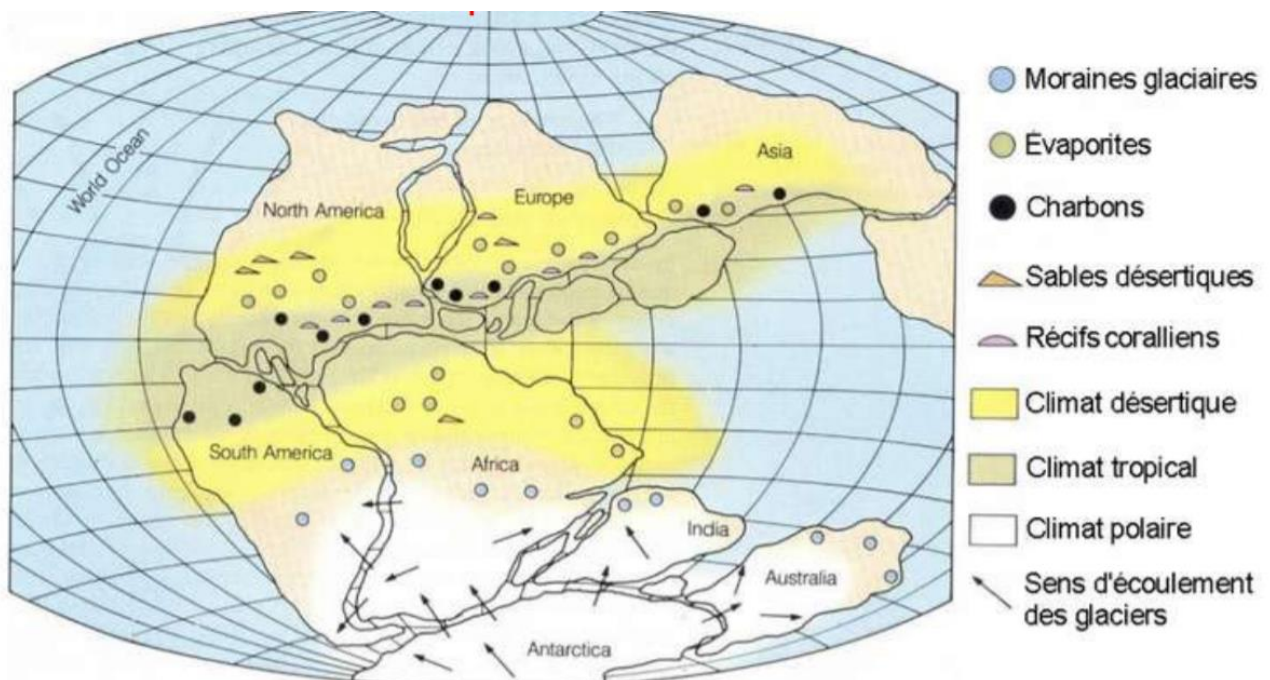 World Ocean
North America
Europe
Asia
South America
Africa
India
Australia
Antarctica
Moraines glaciaires
Évaporites
Charbons
Sables désertiques
Récifs coralliens
Climat désertique
Climat tropical
Climat polaire
Sens d'écoulement
des glaciers